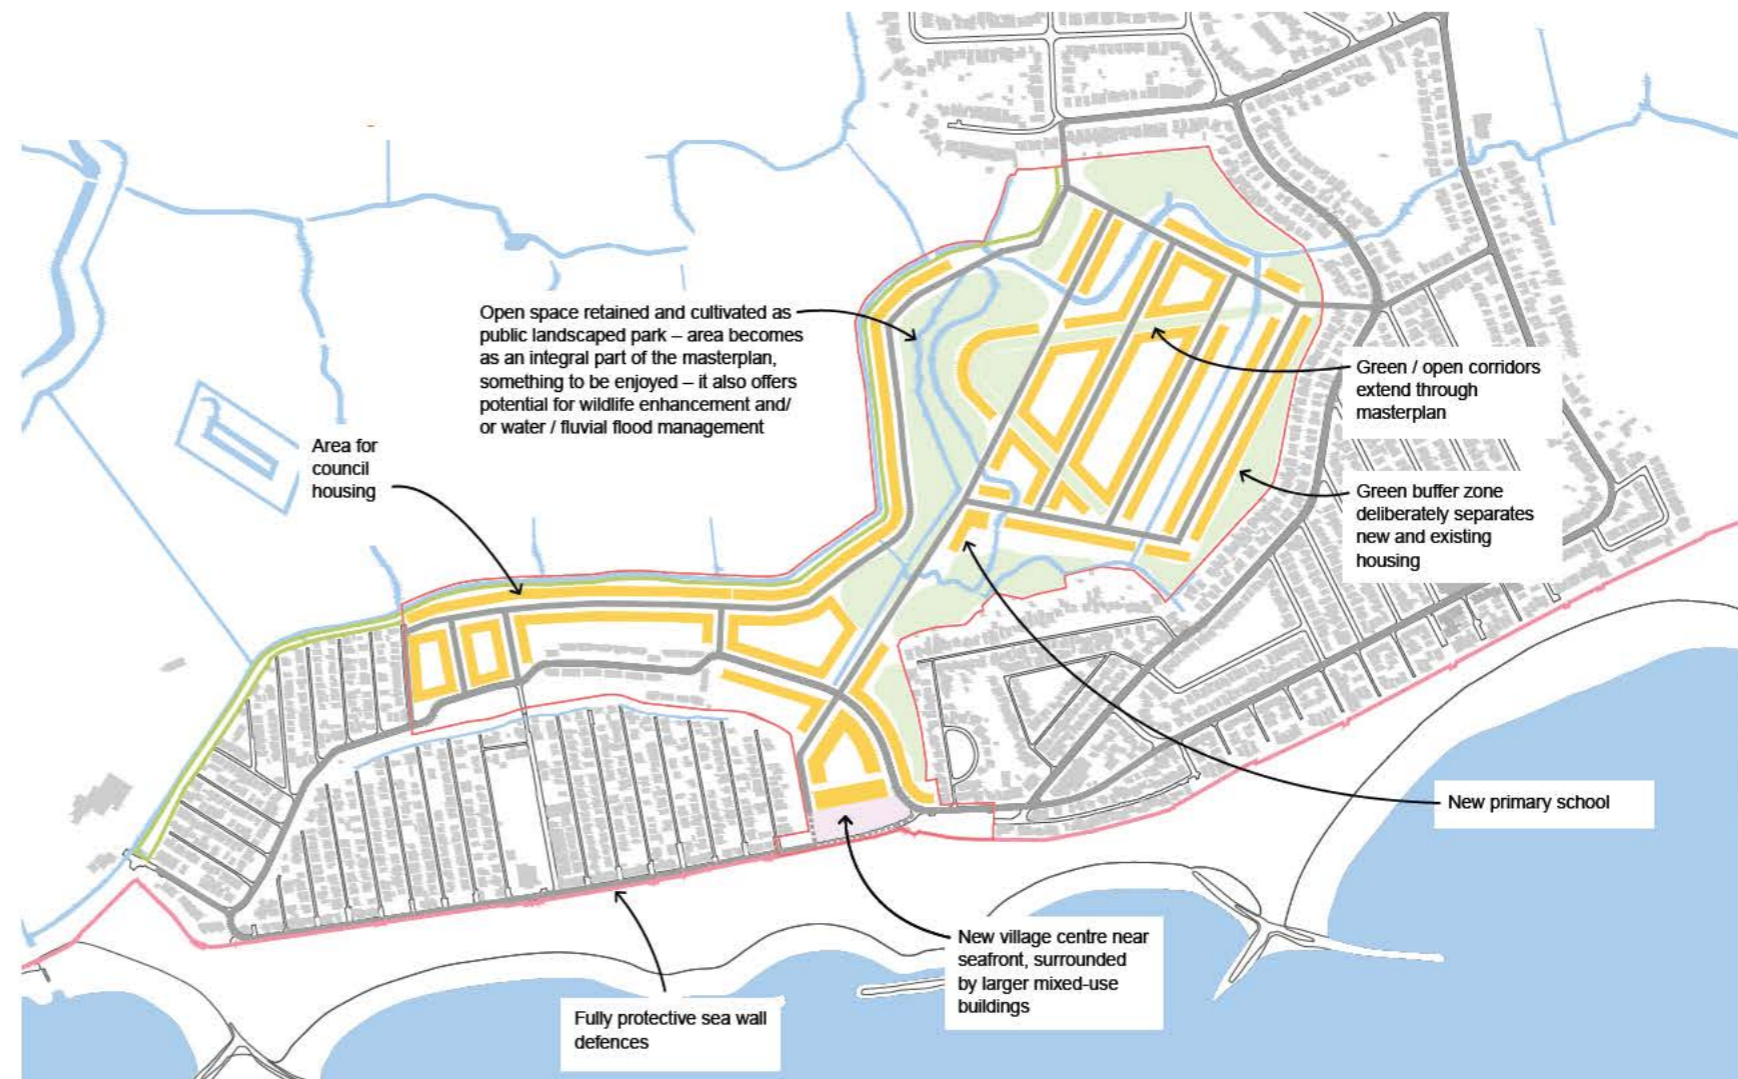 Open space retained and cultivated as
public landscaped park – area becomes
as an integral part of the masterplan,
something to be enjoyed – it also offers
potential for wildlife enhancement and/
or water / fluvial flood management
Area for
council
housing
Green / open corridors
extend through
masterplan
Green buffer zone
deliberately separates
new and existing
housing
New primary school
New village centre near
seafront, surrounded
by larger mixed-use
buildings
Fully protective sea wall
defences